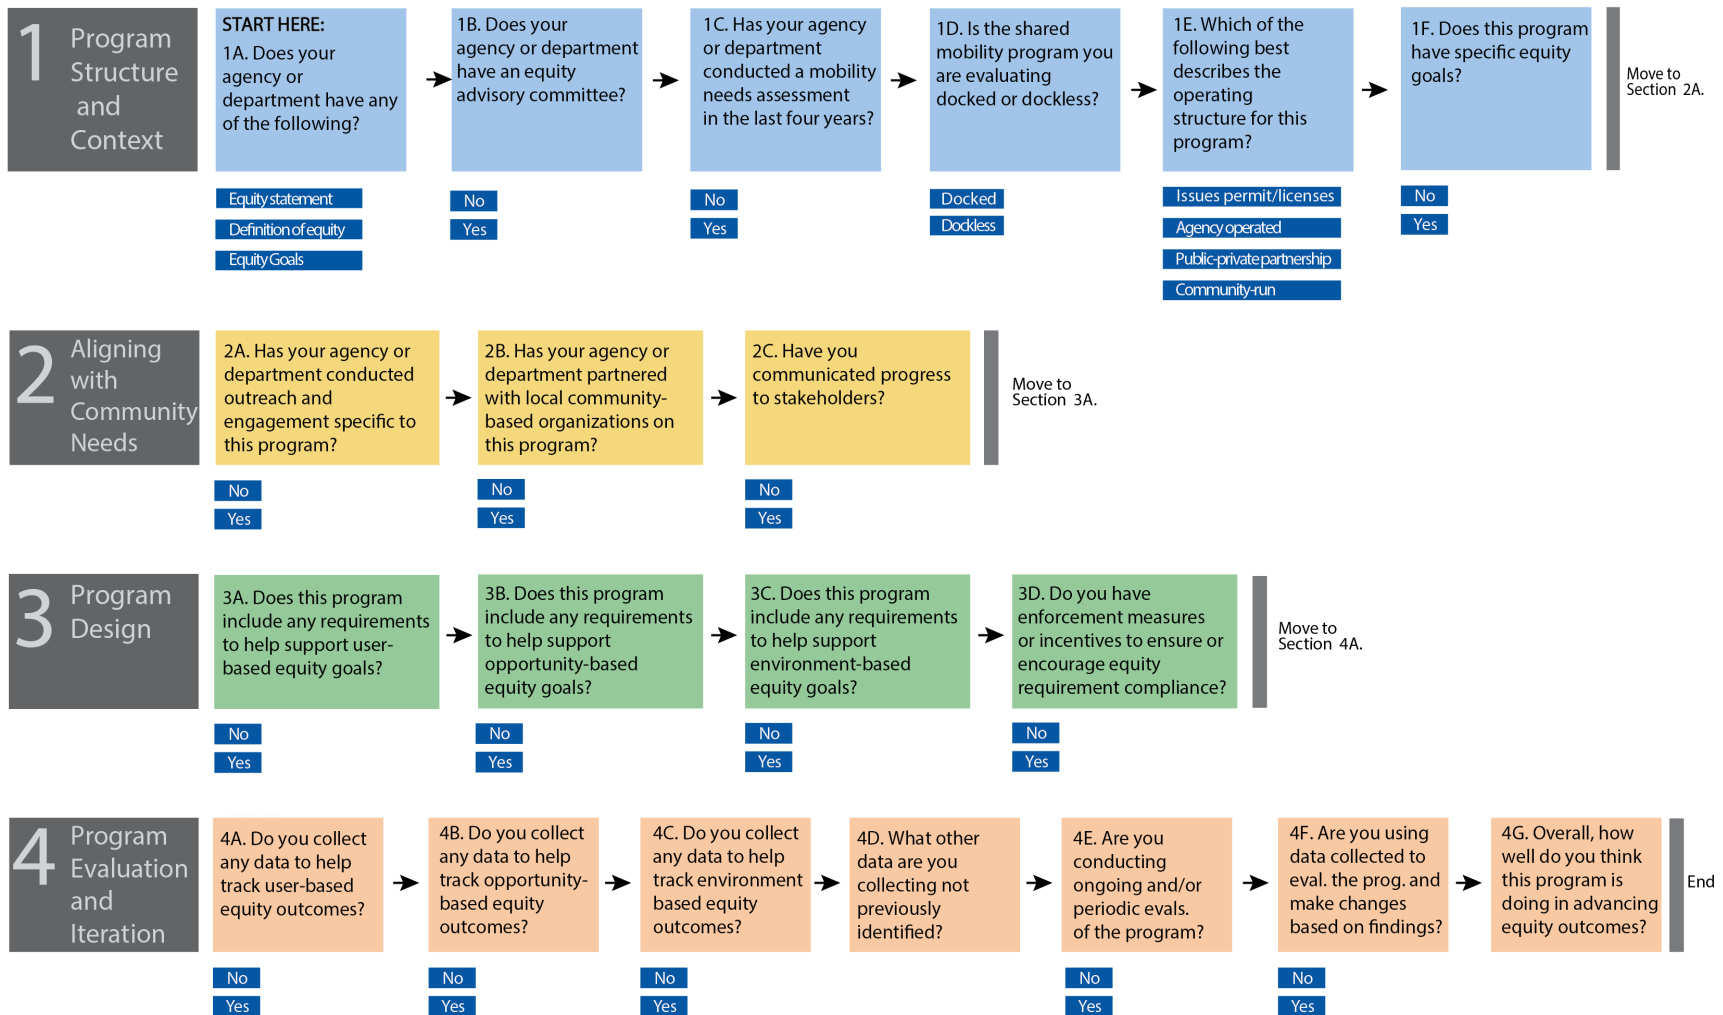 1
Program
Structure
and
Context
START HERE:
1A. Does your
agency or
department have any
of the following?
Equity statement
Definition of equity
Equity Goals
1B. Does your
agency or department
have an equity
advisory committee?
No
Yes
1C. Has your agency
or department
conducted a mobility
needs assessment
in the last four years?
No
Yes
1D. Is the shared
mobility program you
are evaluating
docked or dockless?
Docked
Dockless
1E. Which of the
following best
describes the
operating
structure for this
program?
Issues permit/licenses
Agency operated
Public-private partnership
Community-run
1F. Does this program
have specific equity
goals?
No
Yes
Move to
Section 2A.
2
Aligning
with
Community
Needs
2A. Has your agency or
department conducted
outreach and
engagement specific to
this program?
No
Yes
2B. Has your agency or
department partnered
with local community-
based organizations on
this program?
No
Yes
2C. Have you
communicated progress
to stakeholders?
No
Yes
Move to
Section 3A.
3
Program
Design
3A. Does this program
include any requirements
to help support user-
based equity goals?
No
Yes
3B. Does this program
include any requirements
to help support
opportunity-based
equity goals?
No
Yes
3C. Does this program
include any requirements
to help support
environment-based
equity goals?
No
Yes
3D. Do you have
enforcement measures
or incentives to ensure or
encourage equity
requirement compliance?
No
Yes
Move to
Section 4A.
4
Program
Evaluation
and
Iteration
4A. Do you collect
any data to help
track user-based
equity outcomes?
No
Yes
4B. Do you collect
any data to help
track opportunity-
based equity
outcomes?
No
Yes
4C. Do you collect
any data to help
track environment
based equity
outcomes?
No
Yes
4D. What other
data are you
collecting not
previously
identified?
4E. Are you
conducting
ongoing and/or
periodic evals.
of the program?
No
Yes
4F. Are you using
data collected to
eval. the prog. and
make changes
based on findings?
No
Yes
4G. Overall, how
well do you think
this program is
doing in advancing
equity outcomes?
End